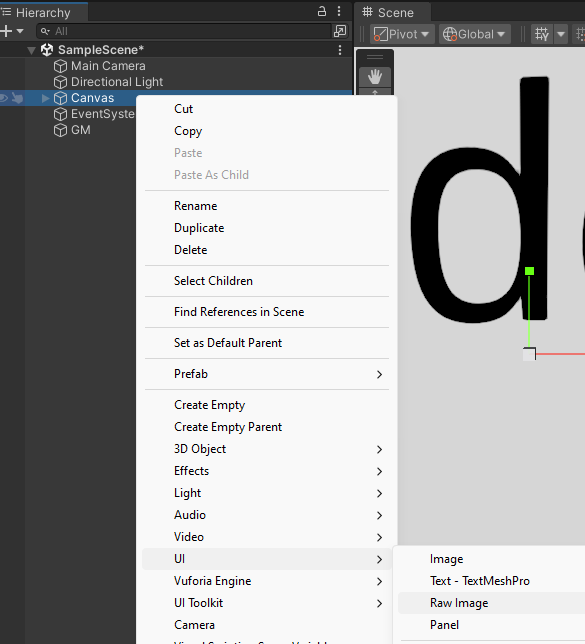 Hierarchy
Scene
All
Pivot
Global
SampleScene*
Main Camera
Directional Light
Canvas
EventSyste
GM
Cut
Copy
Paste
Paste As Child
Rename
Duplicate
Delete
Select Children
Find References in Scene
Set as Default Parent
Prefab
Create Empty
Create Empty Parent
3D Object
Effects
Light
Audio
Video
UI
Vuforia Engine
UI Toolkit
Camera
Image
Text - TextMeshPro
Raw Image
Panel
d